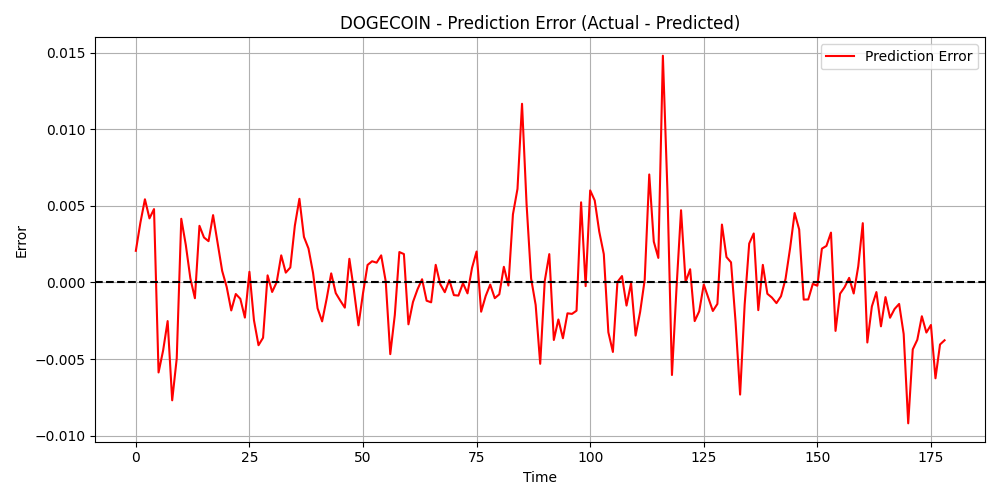 DOGECOIN - Prediction Error (Actual - Predicted)
Prediction Error
0.015
0.010
0.005
0.000
−0.005
−0.010
Error
0 25 50 75 100 125 150 175
Time